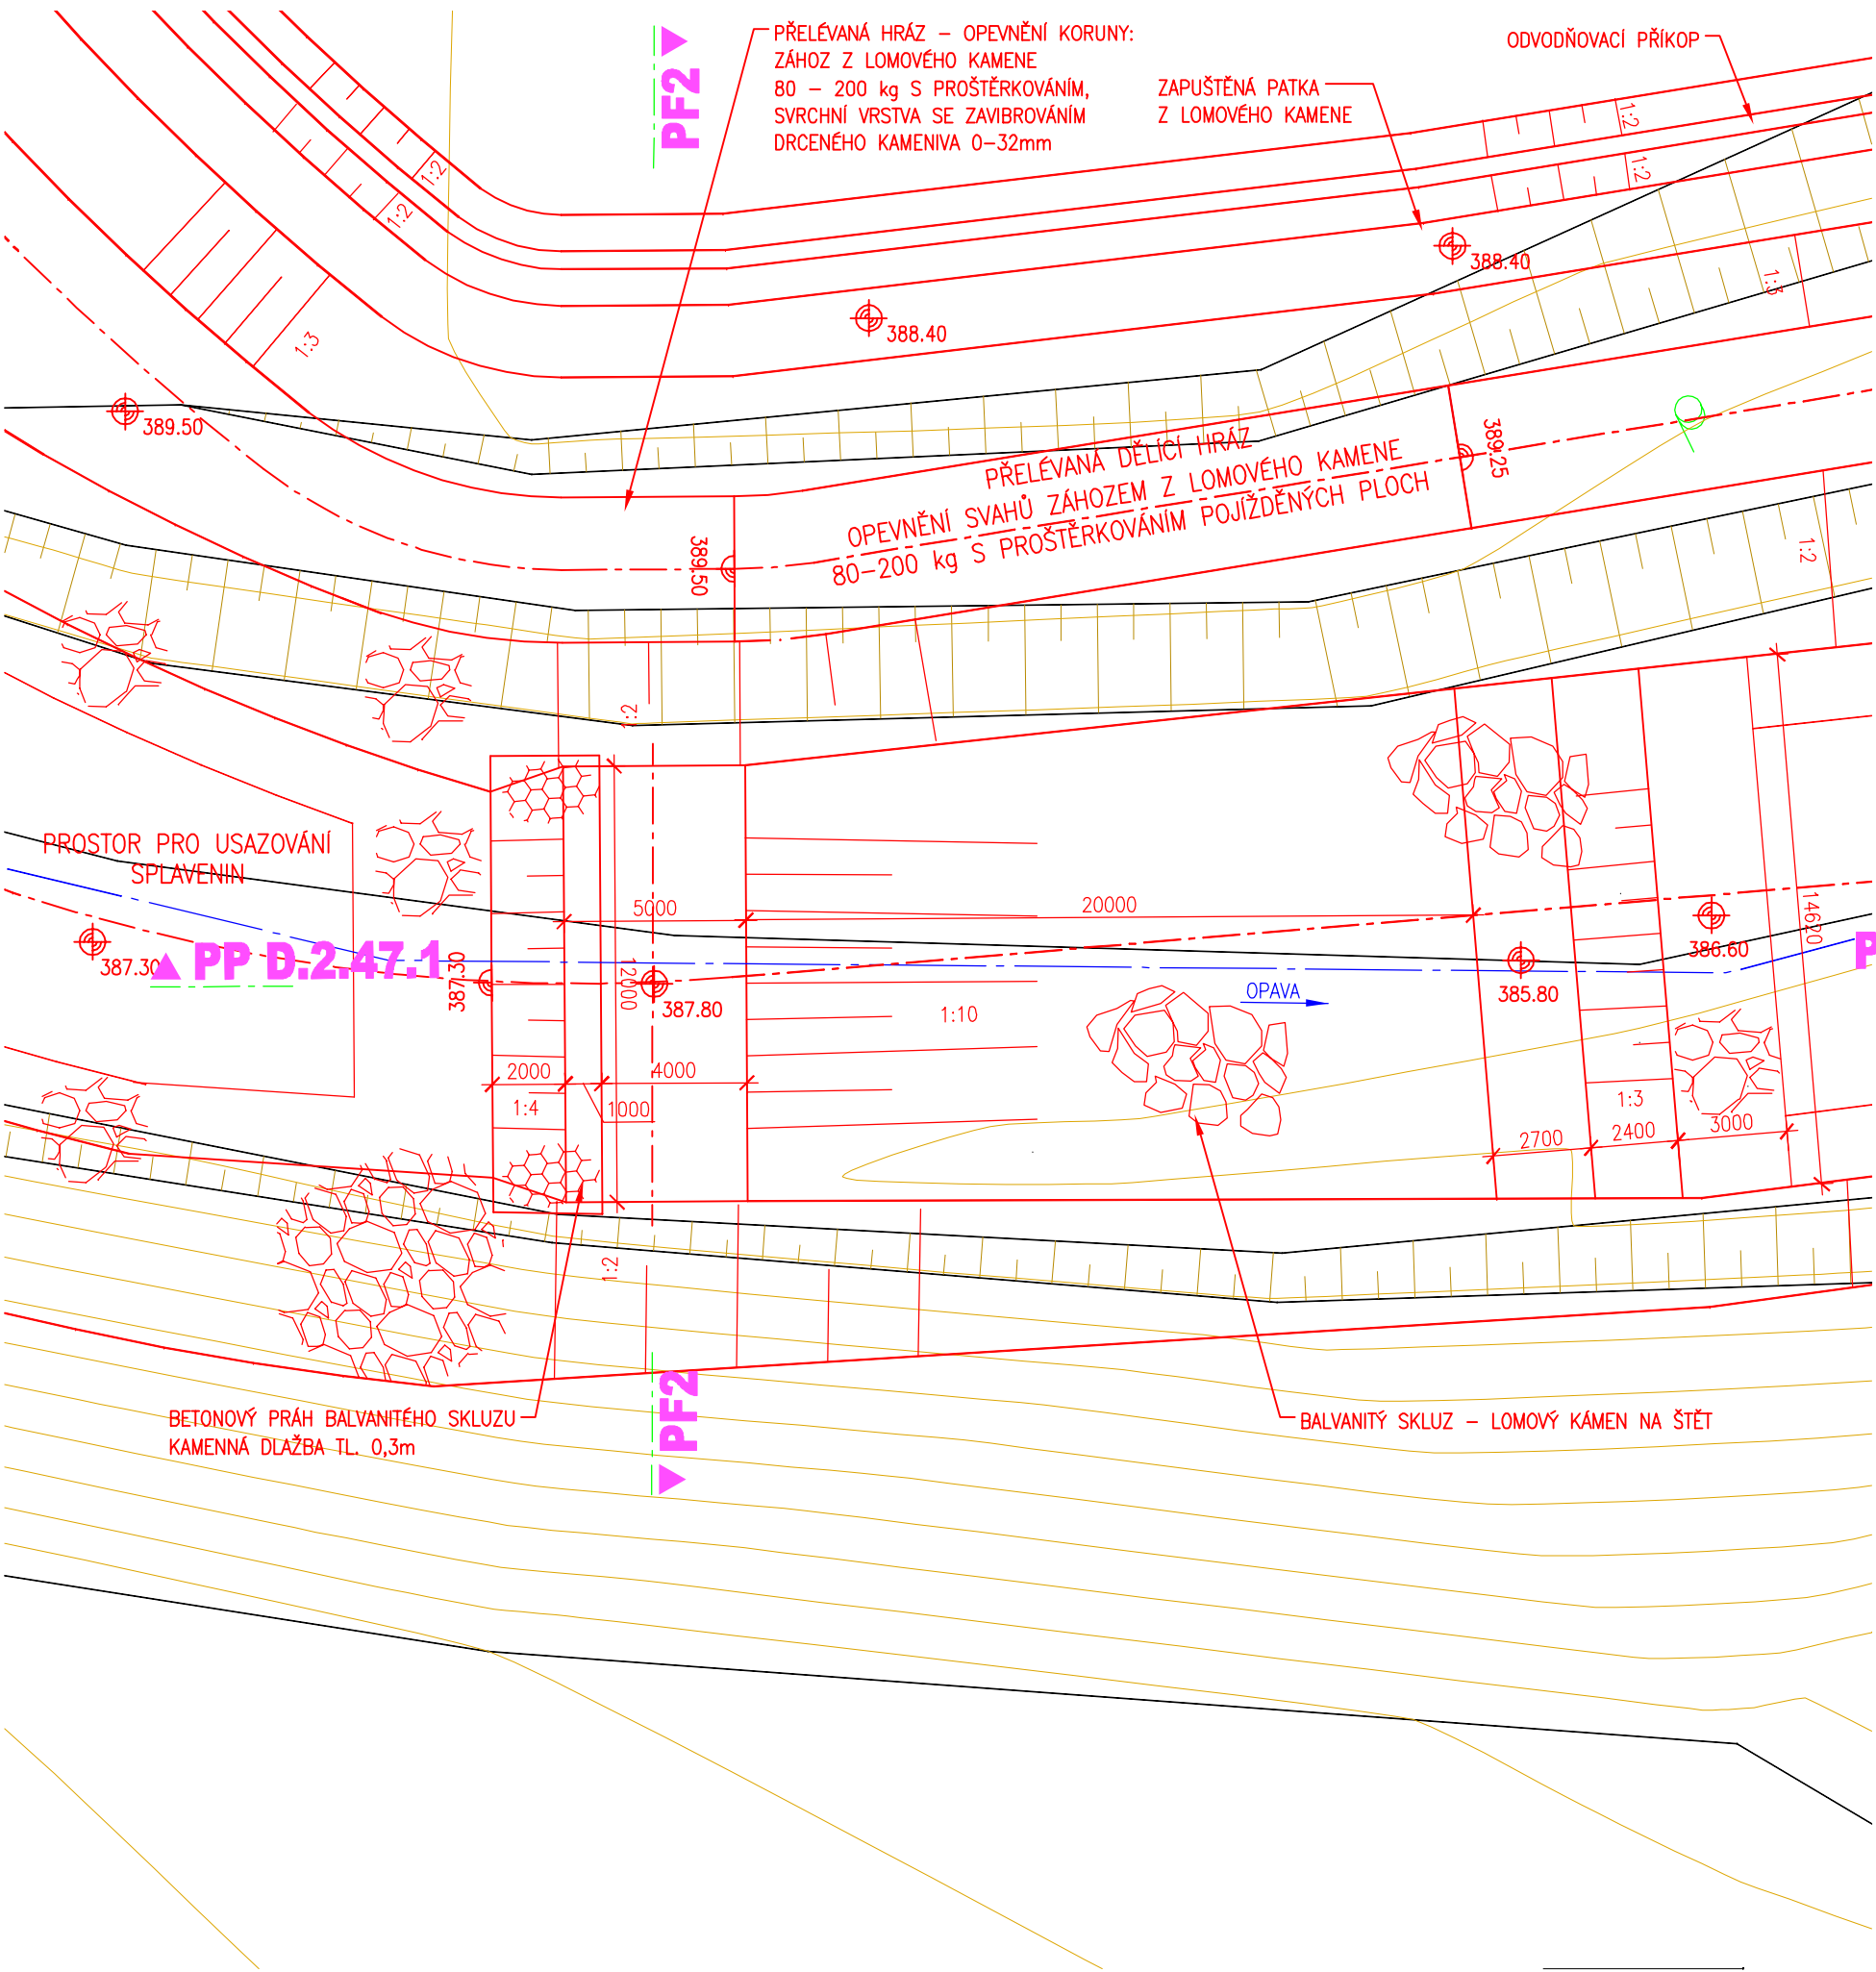 PŘELÉVANÁ HRÁZ – OPEVNĚNÍ KORUNY:
ZÁHOZ Z LOMOVÉHO KAMENE
80 – 200 kg S PROŠTĚRKOVÁNÍM,
SVRCHNÍ VRSTVA SE ZAVIBROVÁNÍM
DRCENÉHO KAMENIVA 0–32mm
ODVODŇOVACÍ PŘÍKOP
ZAPUŠTĚNÁ PATKA
Z LOMOVÉHO KAMENE
PF2
1:2
1:2
1:2
1:2
388.40
1:3
388.40
1:3
389.50
389.25
PŘELÉVANÁ DĚLÍCÍ HRÁZ
OPEVNĚNÍ SVAHŮ ZÁHOZEM Z LOMOVÉHO KAMENE
80–200 kg S PROŠTĚRKOVÁNÍM POJÍŽDĚNÝCH PLOCH
389.50
1:2
1:2
PROSTOR PRO USAZOVÁNÍ
SPLAVENIN
5000
20000
14620
387.30
PP D.2.47.1
387.30
12000
387.80
386.60
P
385.80
OPAVA
1:10
2000
4000
1:4
1000
1:3
2700
2400
3000
1:2
PF2
BETONOVÝ PRÁH BALVANITÉHO SKLUZU
KAMENNÁ DLAŽBA TL. 0,3m
BALVANITÝ SKLUZ – LOMOVÝ KÁMEN NA ŠTĚT